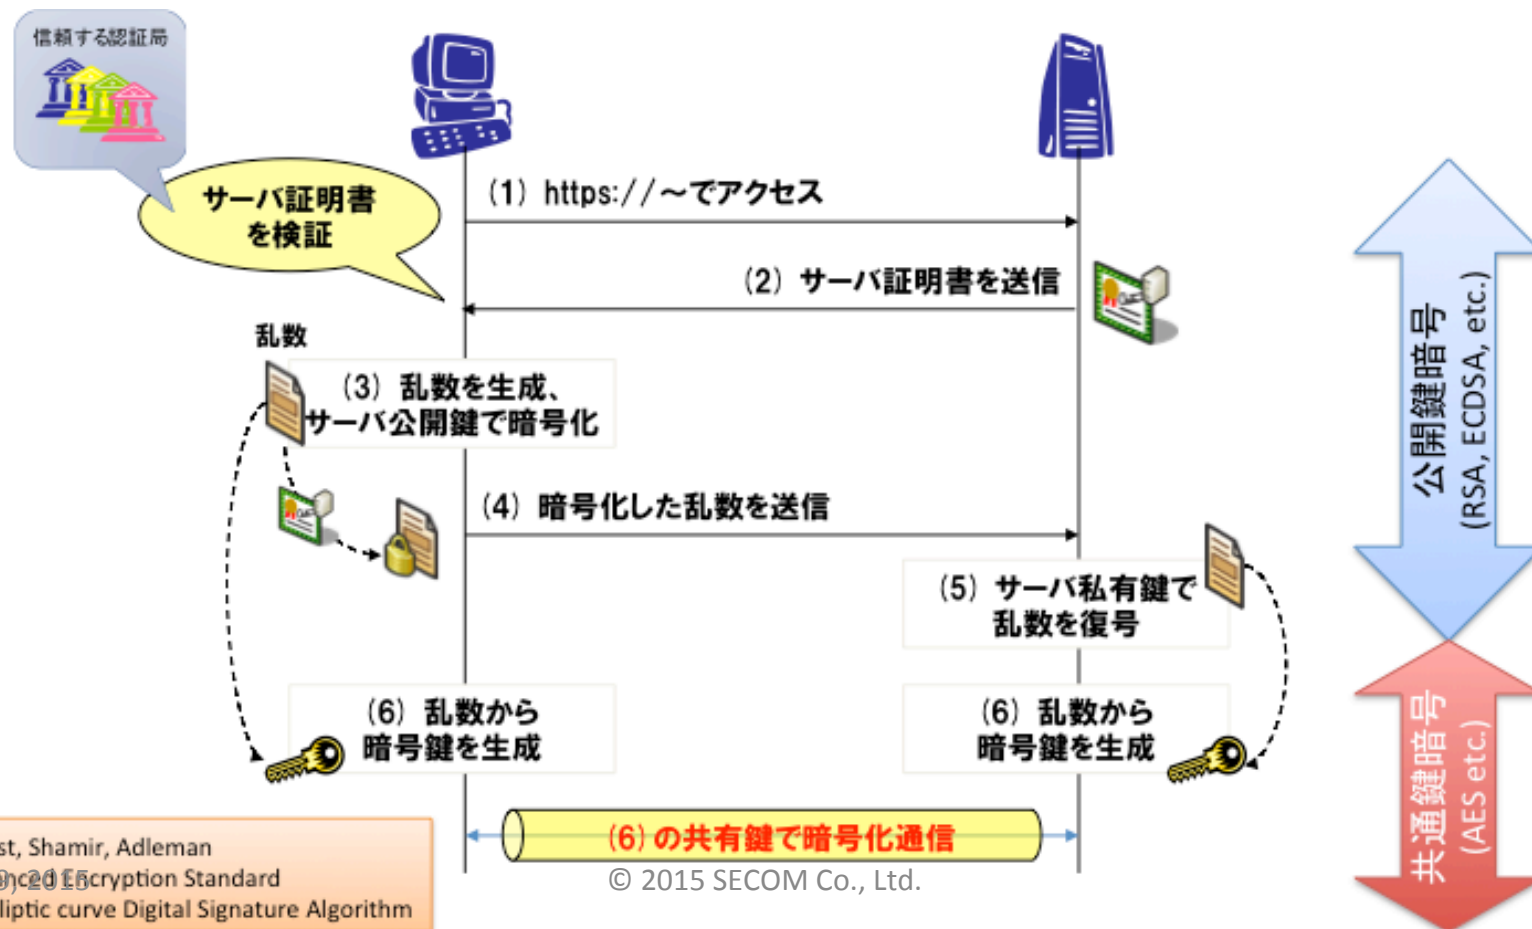 信頼する認証局
サーバ証明書
を検証
(1) https://～でアクセス
(2) サーバ証明書を送信
乱数
(3) 乱数を生成、
サーバ公開鍵で暗号化
(4) 暗号化した乱数を送信
(5) サーバ私有鍵で
乱数を復号
(6) 乱数から
暗号鍵を生成
(6) 乱数から
暗号鍵を生成
(6)の共有鍵で暗号化通信
公開鍵暗号
(RSA, ECDSA, etc.)
共通鍵暗号
(AES etc.)
st, Shamir, Adleman
Encryption Standard
liptic curve Digital Signature Algorithm
, 2015
© 2015 SECOM Co., Ltd.